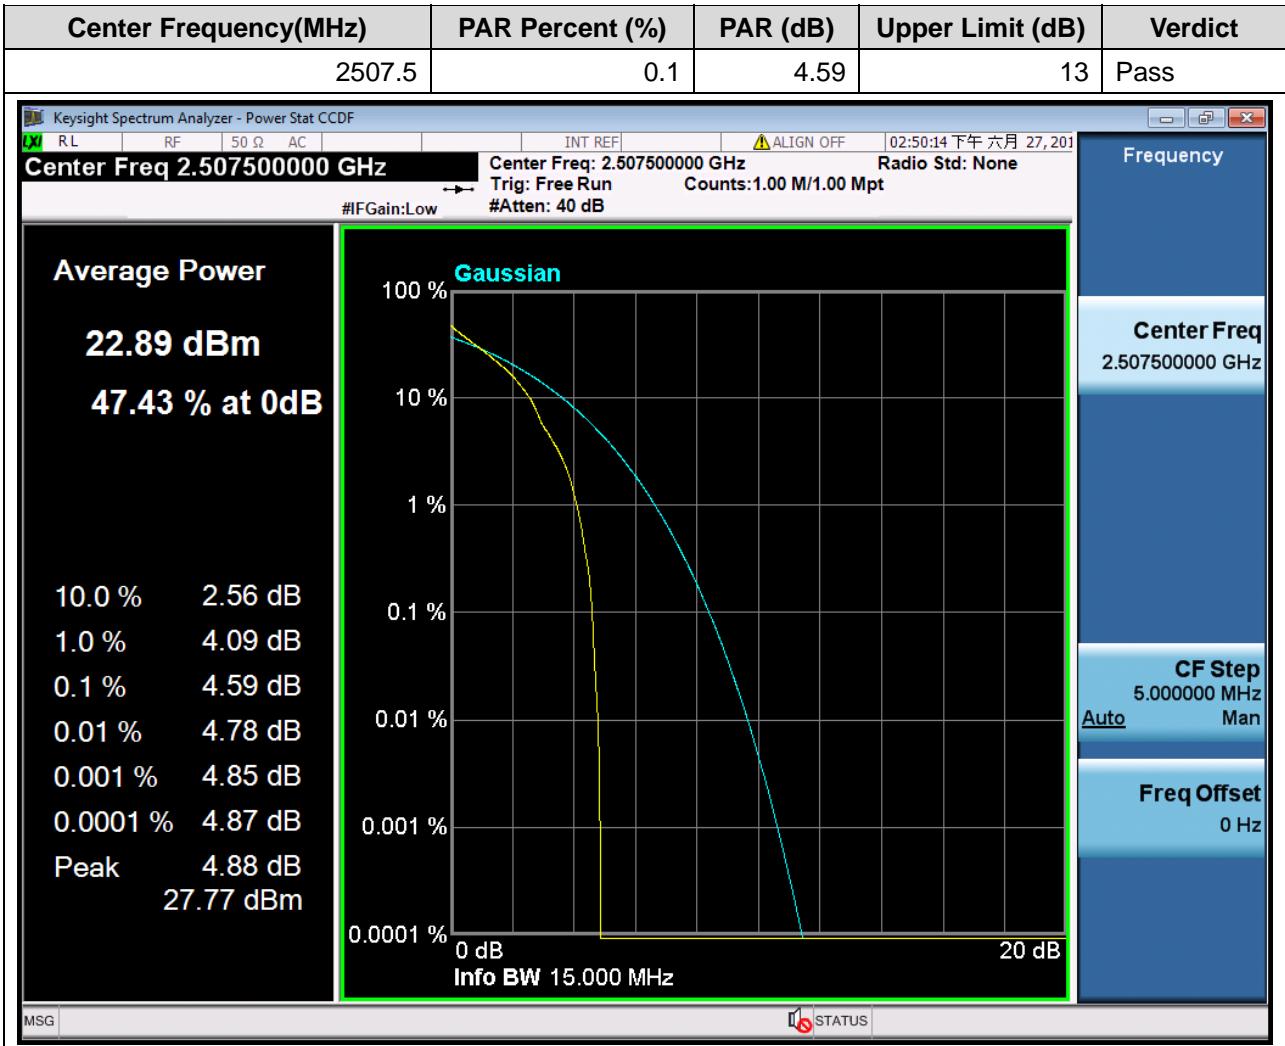 Center Frequency(MHz) PAR Percent (%) PAR (dB) Upper Limit (dB) Verdict
2507.5 0.1 4.59 13 Pass
Keysight Spectrum Analyzer - Power Stat CCDF
LXI RL RF 50 Ω AC INT REF ALIGN OFF 02:50:14 下午 六月 27, 201
Center Freq 2.507500000 GHz
Center Freq: 2.507500000 GHz Radio Std: None
Trig: Free Run Counts:1.00 M/1.00 Mpt
#IFGain:Low #Atten: 40 dB
Average Power
22.89 dBm
47.43 % at 0dB
10.0 % 2.56 dB
1.0 % 4.09 dB
0.1 % 4.59 dB
0.01 % 4.78 dB
0.001 % 4.85 dB
0.0001 % 4.87 dB
Peak 4.88 dB
27.77 dBm
Gaussian
100 %
10 %
1 %
0.1 %
0.01 %
0.001 %
0.0001 %
0 dB 20 dB
Info BW 15.000 MHz
Frequency
Center Freq
2.507500000 GHz
CF Step
5.000000 MHz
Auto Man
Freq Offset
0 Hz
MSG STATUS